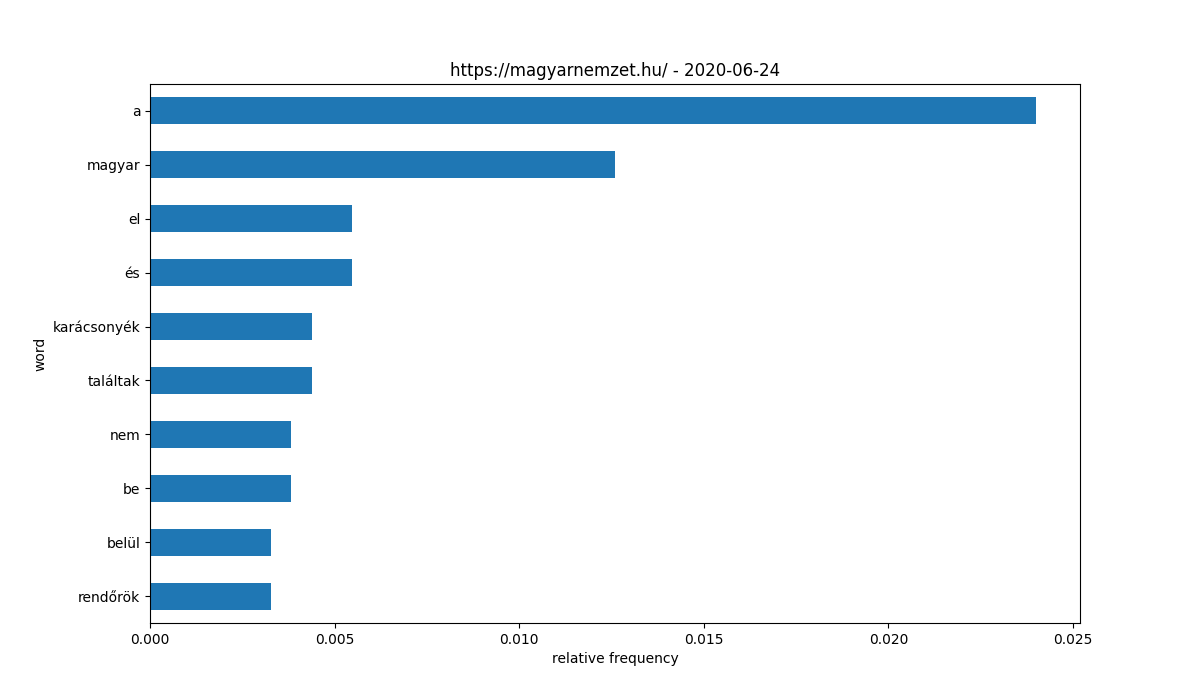 https://magyarnemzet.hu/ - 2020-06-24
a
magyar
el
és
karácsonyék
találtak
nem
be
belül
rendőrök
word
0.000 0.005 0.010 0.015 0.020 0.025
relative frequency